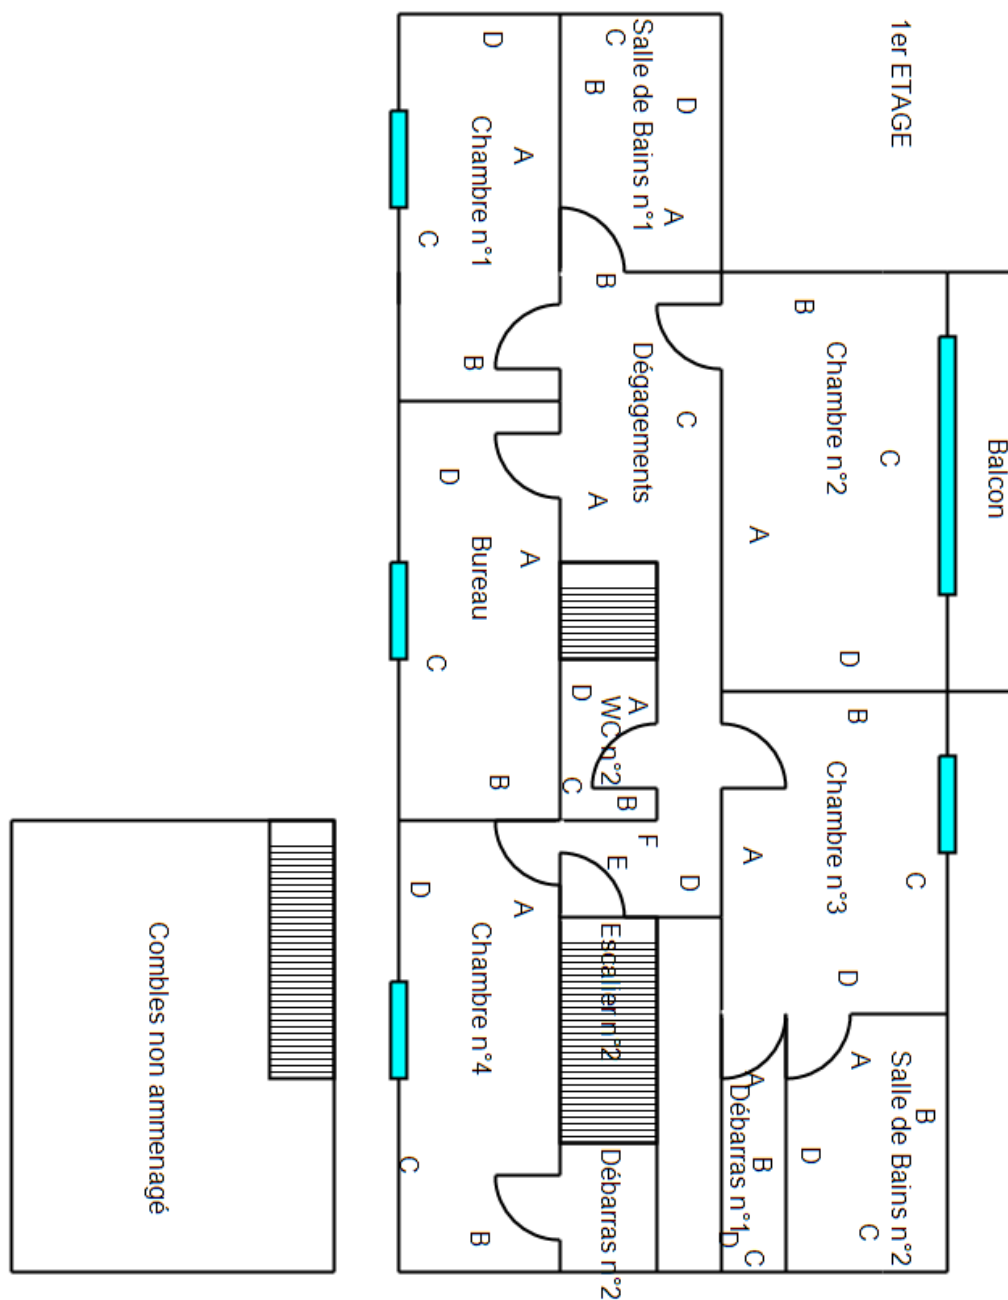 1er ETAGE
Balcon
Chambre n°2
B
C
A
D
Chambre n°3
B
C
A
D
Salle de Bains n°2
A
B
D
C
Débarras n°1
A
B
D
C
Salle de Bains n°1
D
C
B
A
Dégagements
B
C
A
D
F
E
WC n°2
A
D
B
C
Escalier n°2
Débarras n°2
Chambre n°1
D
A
C
B
Bureau
D
A
C
B
Chambre n°4
A
D
C
B
Combles non ammenagé